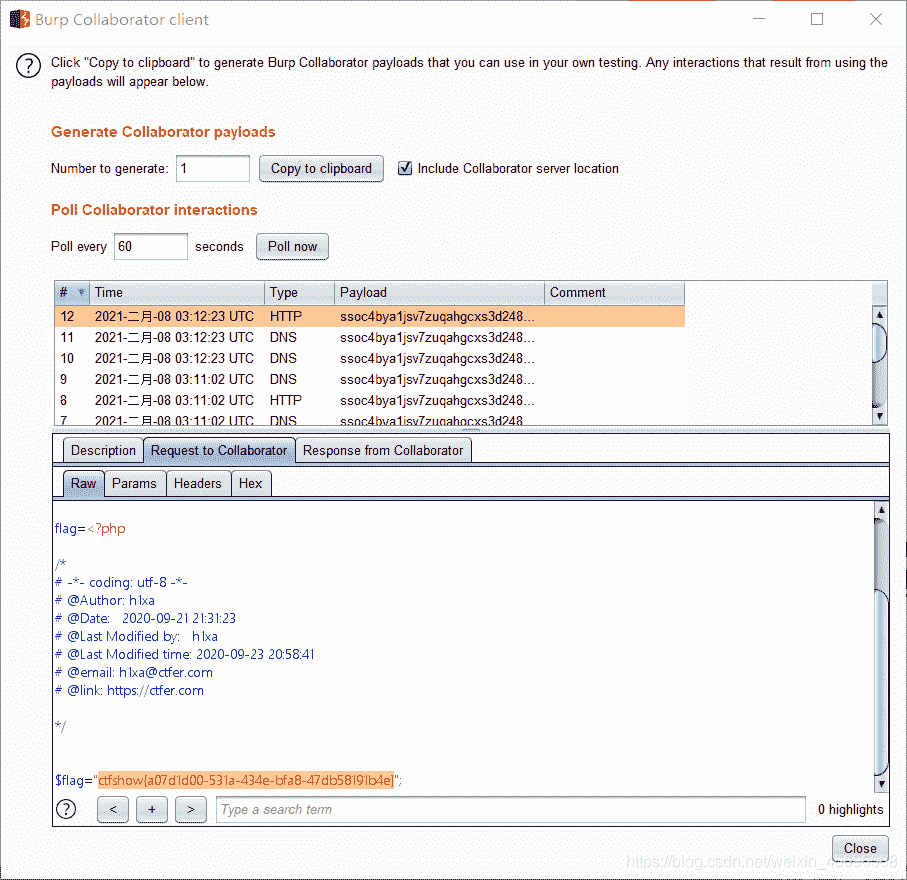 Burp Collaborator client
Click "Copy to clipboard" to generate Burp Collaborator payloads that you can use in your own testing. Any interactions that result from using the
payloads will appear below.
Generate Collaborator payloads
Number to generate: 1 Copy to clipboard Include Collaborator server location
Poll Collaborator interactions
Poll every 60 seconds Poll now
# Time Type Payload Comment
12 2021-二月-08 03:12:23 UTC HTTP ssoc4bya1jsv7zuqahgcxs3d248...
11 2021-二月-08 03:12:23 UTC DNS ssoc4bya1jsv7zuqahgcxs3d248...
10 2021-二月-08 03:12:23 UTC DNS ssoc4bya1jsv7zuqahgcxs3d248...
9 2021-二月-08 03:11:02 UTC DNS ssoc4bya1jsv7zuqahgcxs3d248...
8 2021-二月-08 03:11:02 UTC HTTP ssoc4bya1jsv7zuqahgcxs3d248...
7 2021-二月-08 03:11:02 UTC DNS ssoc4bya1jsv7zuqahgcxs3d248
Description Request to Collaborator Response from Collaborator
Raw Params Headers Hex
flag=<?php
/*
# -*- coding: utf-8 -*-
# @Author: h1xa
# @Date: 2020-09-21 21:31:23
# @Last Modified by: h1xa
# @Last Modified time: 2020-09-23 20:58:41
# @email: h1xa@ctfer.com
# @link: https://ctfer.com
*/
$flag="ctfshow{a07d1d00-531a-434e-bfa8-47db58191b4e}";
? < + > Type a search term 0 highlights
Close